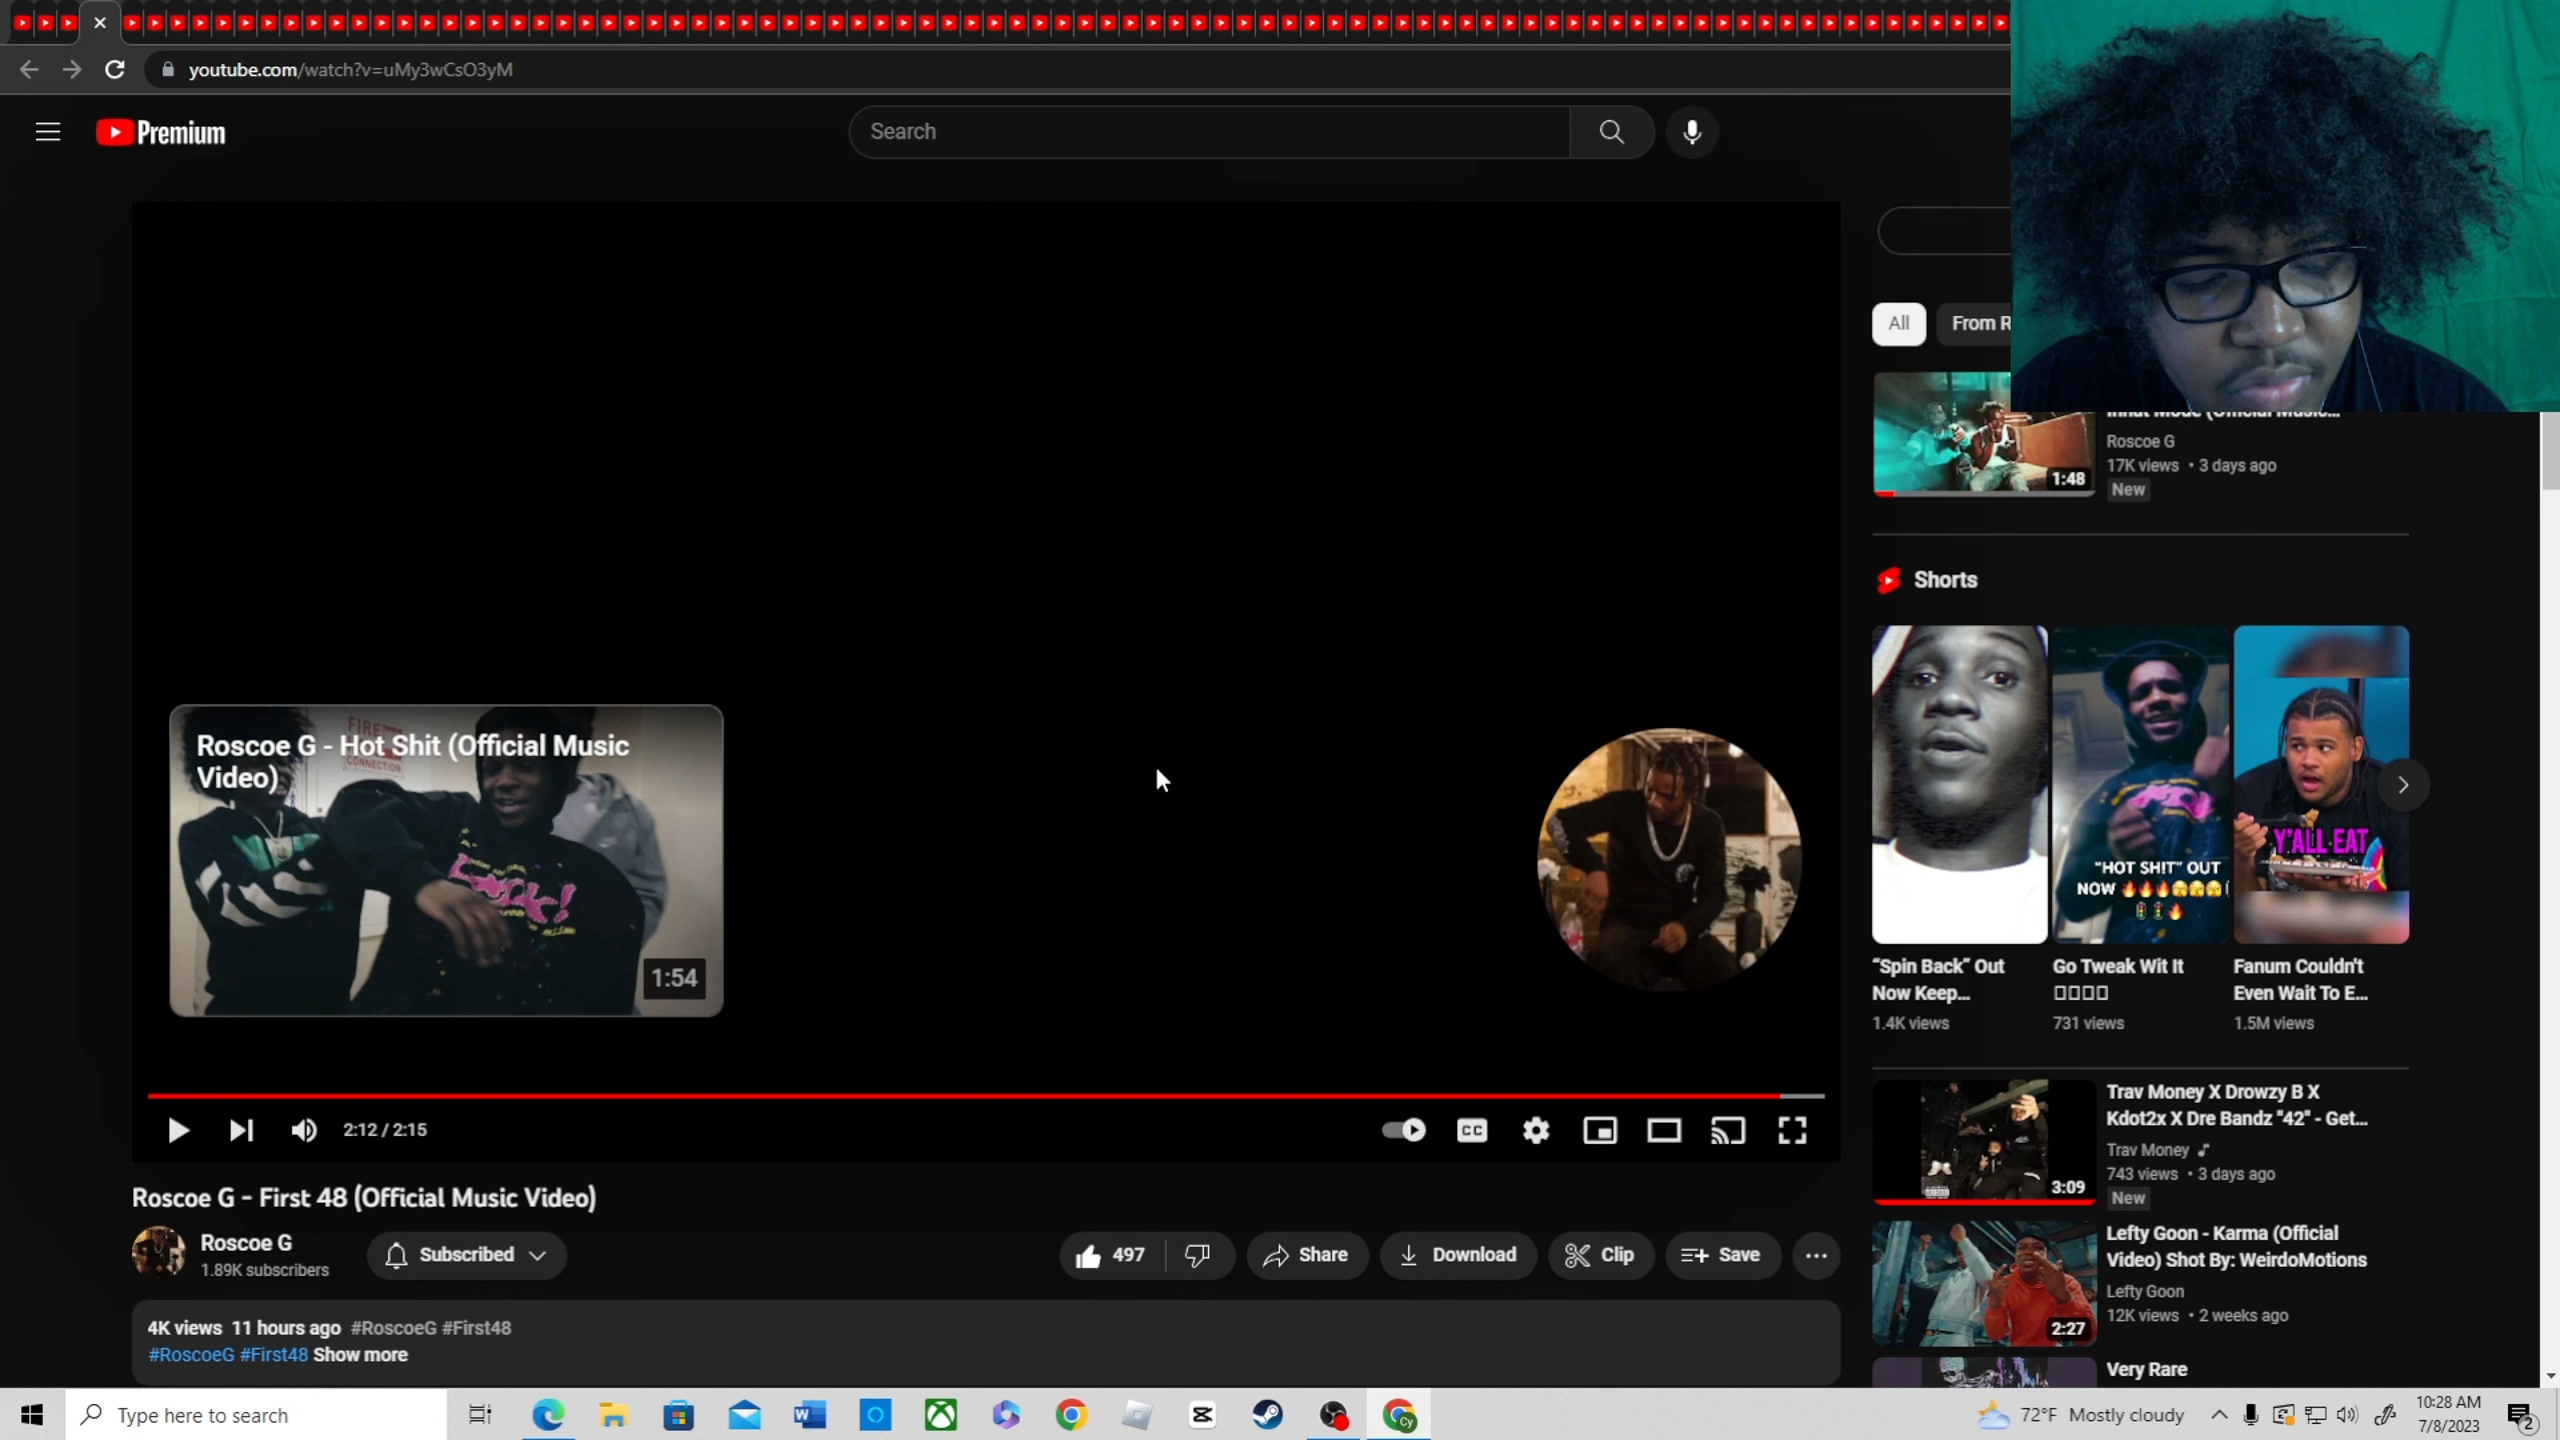 youtube.com/watch?v=uMy3wCsO3yM
Premium
Search
All
From R
Roscoe G
17K views • 3 days ago
New
1:48
Shorts
FIRE
CONNECTION
Roscoe G - Hot Shit (Official Music
Video)
1:54
"HOT SH!T" OUT
NOW 🔥🔥🔥
Y'ALL EAT
"Spin Back" Out
Now Keep...
1.4K views
Go Tweak Wit It
731 views
Fanum Couldn't
Even Wait To E...
1.5M views
2:12 / 2:15
CC
Roscoe G - First 48 (Official Music Video)
Roscoe G
1.89K subscribers
Subscribed
497
Share
Download
Clip
Save
4K views 11 hours ago #RoscoeG #First48
#RoscoeG #First48 Show more
Trav Money X Drowzy B X
Kdot2x X Dre Bandz "42" - Get...
Trav Money
743 views • 3 days ago
New
3:09
Lefty Goon - Karma (Official
Video) Shot By: WeirdoMotions
Lefty Goon
12K views • 2 weeks ago
2:27
Very Rare
Type here to search
Cy
72°F Mostly cloudy
10:28 AM
7/8/2023
2